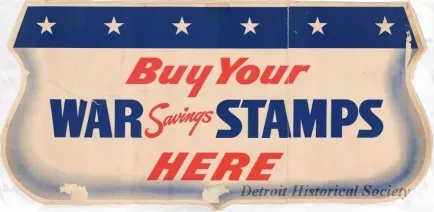 Buy Your
WAR Savings STAMPS
HERE
Detroit Historical Society